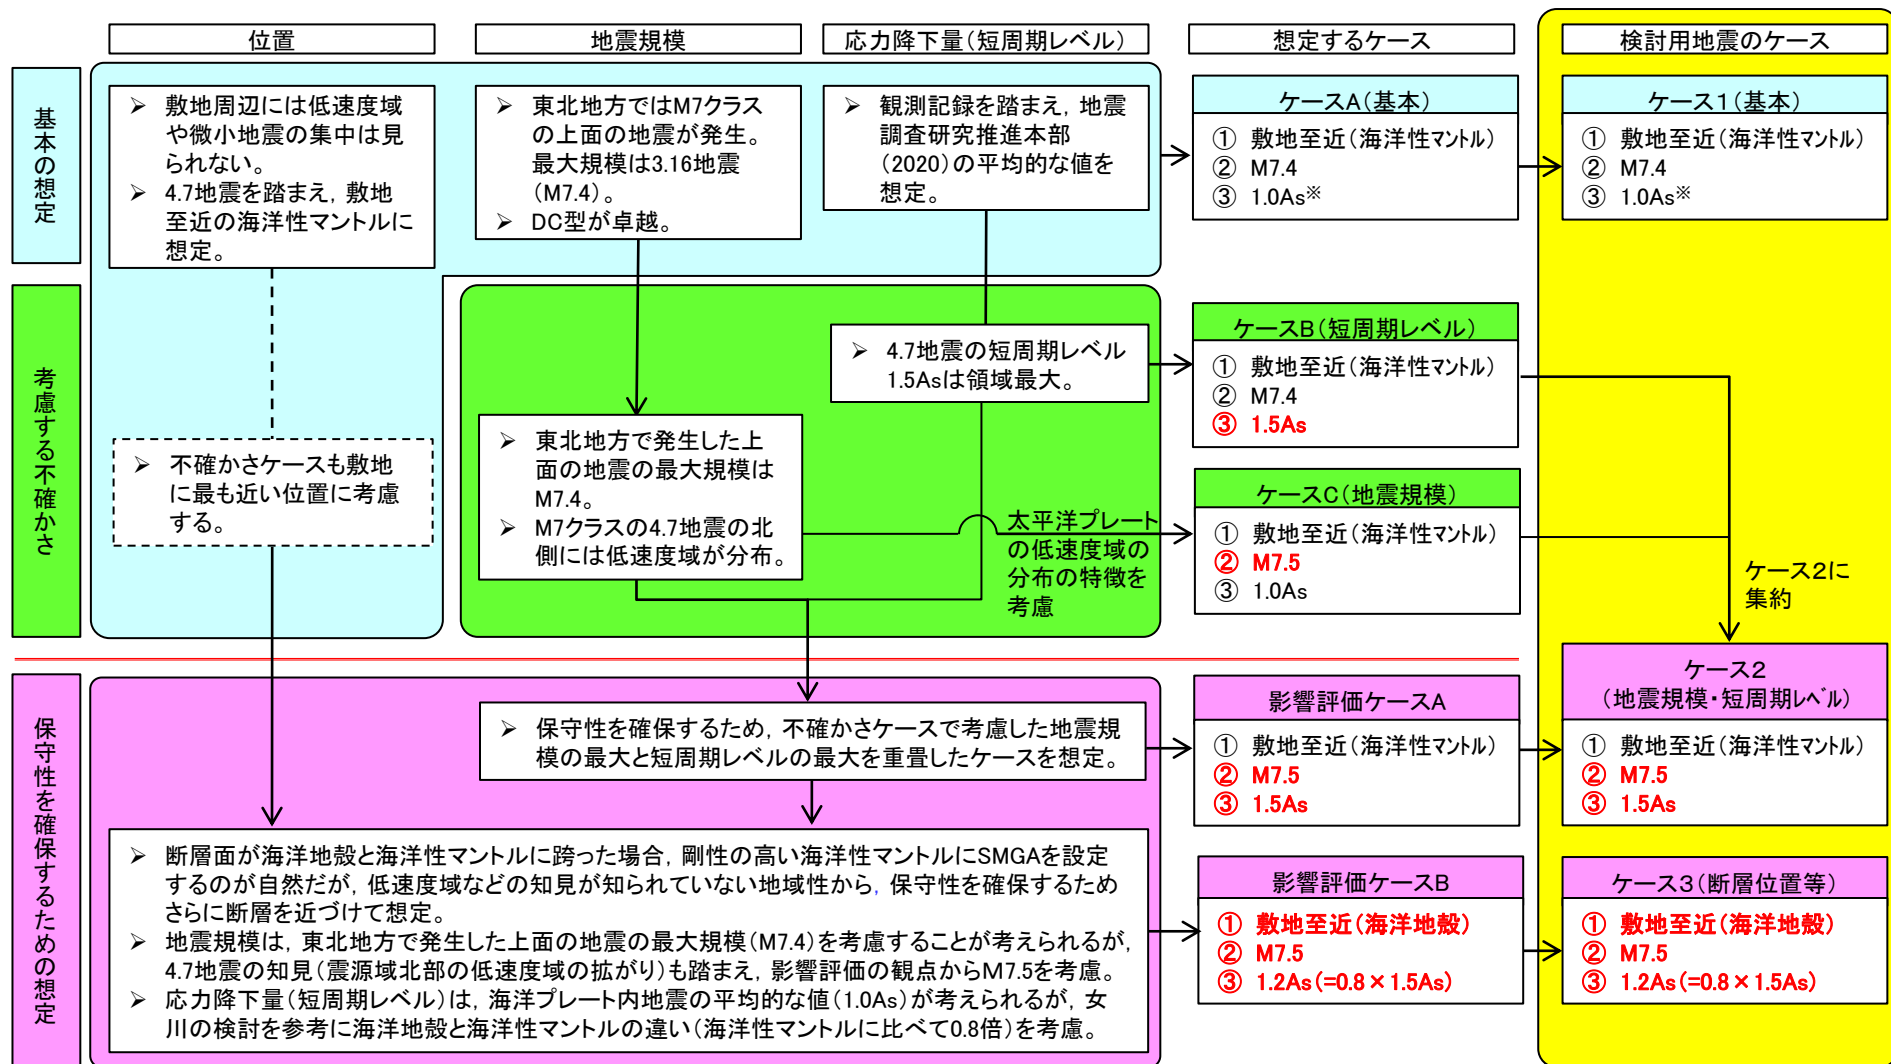 位置
地震規模
応力降下量(短周期レベル)
想定するケース
検討用地震のケース
基本の想定
➢ 敷地周辺には低速度域
や微小地震の集中は見
られない。
➢ 4.7地震を踏まえ，敷地
至近の海洋性マントルに
想定。
➢ 東北地方ではM7クラス
の上面の地震が発生。
最大規模は3.16地震
(M7.4)。
➢ DC型が卓越。
➢ 観測記録を踏まえ，地震
調査研究推進本部
(2020)の平均的な値を
想定。
ケースA(基本)
① 敷地至近(海洋性マントル)
② M7.4
③ 1.0As※
ケース1(基本)
① 敷地至近(海洋性マントル)
② M7.4
③ 1.0As※
考慮する不確かさ
➢ 不確かさケースも敷地
に最も近い位置に考慮
する。
➢ 東北地方で発生した上
面の地震の最大規模は
M7.4。
➢ M7クラスの4.7地震の北
側には低速度域が分布。
➢ 4.7地震の短周期レベル
1.5Asは領域最大。
太平洋プレート
の低速度域の
分布の特徴を
考慮
ケースB(短周期レベル)
① 敷地至近(海洋性マントル)
② M7.4
③ 1.5As
ケースC(地震規模)
① 敷地至近(海洋性マントル)
② M7.5
③ 1.0As
ケース2に
集約
保守性を確保するための想定
➢ 保守性を確保するため，不確かさケースで考慮した地震規
模の最大と短周期レベルの最大を重畳したケースを想定。
➢ 断層面が海洋地殻と海洋性マントルに跨った場合，剛性の高い海洋性マントルにSMGAを設定
するのが自然だが，低速度域などの知見が知られていない地域性から，保守性を確保するため
さらに断層を近づけて想定。
➢ 地震規模は，東北地方で発生した上面の地震の最大規模(M7.4)を考慮することが考えられるが，
4.7地震の知見(震源域北部の低速度域の拡がり)も踏まえ，影響評価の観点からM7.5を考慮。
➢ 応力降下量(短周期レベル)は，海洋プレート内地震の平均的な値(1.0As)が考えられるが，女
川の検討を参考に海洋地殻と海洋性マントルの違い(海洋性マントルに比べて0.8倍)を考慮。
影響評価ケースA
① 敷地至近(海洋性マントル)
② M7.5
③ 1.5As
ケース2
(地震規模・短周期レベル)
① 敷地至近(海洋性マントル)
② M7.5
③ 1.5As
影響評価ケースB
① 敷地至近(海洋地殻)
② M7.5
③ 1.2As(=0.8×1.5As)
ケース3(断層位置等)
① 敷地至近(海洋地殻)
② M7.5
③ 1.2As(=0.8×1.5As)